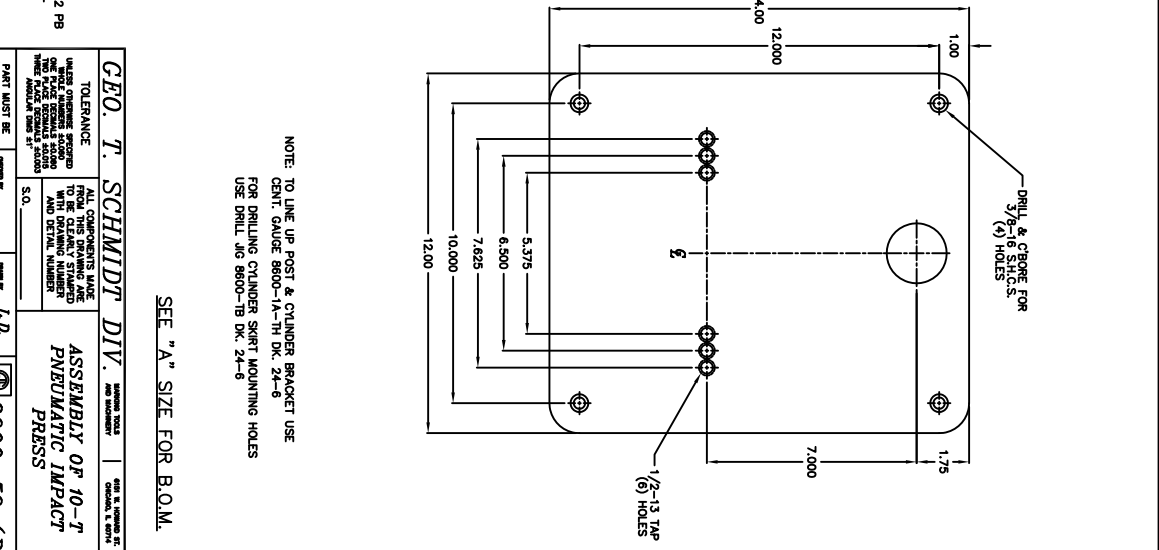 4.00
12.000
1.00
DRILL & C'BORE FOR
3/8-16 S.H.C.S.
(4) HOLES
5.375
6.500
7.625
10.000
12.00
℄
7.000
1.75
1/2-13 TAP
(6) HOLES
NOTE: TO LINE UP POST & CYLINDER BRACKET USE
CENT. GAUGE 8600-1A-TH DK. 24-6
FOR DRILLING CYLINDER SKIRT MOUNTING HOLES
USE DRILL JIG 8600-TB DK. 24-6
SEE "A" SIZE FOR B.O.M.
2 PB
GEO. T. SCHMIDT DIV.
MARKING TOOLS
AND MACHINERY
6151 W. HOWARD ST.
CHICAGO, IL 60714
TOLERANCE
UNLESS OTHERWISE SPECIFIED
WHOLE NUMBERS ±0.060
ONE PLACE DECIMALS ±0.060
TWO PLACE DECIMALS ±0.015
THREE PLACE DECIMALS ±0.003
ANGULAR DIMS ±1°
ALL COMPONENTS MADE
FROM THIS DRAWING ARE
TO BE CLEARLY STAMPED
WITH DRAWING NUMBER
AND DETAIL NUMBER
S.O.
ASSEMBLY OF 10-T
PNEUMATIC IMPACT
PRESS
PART MUST BE